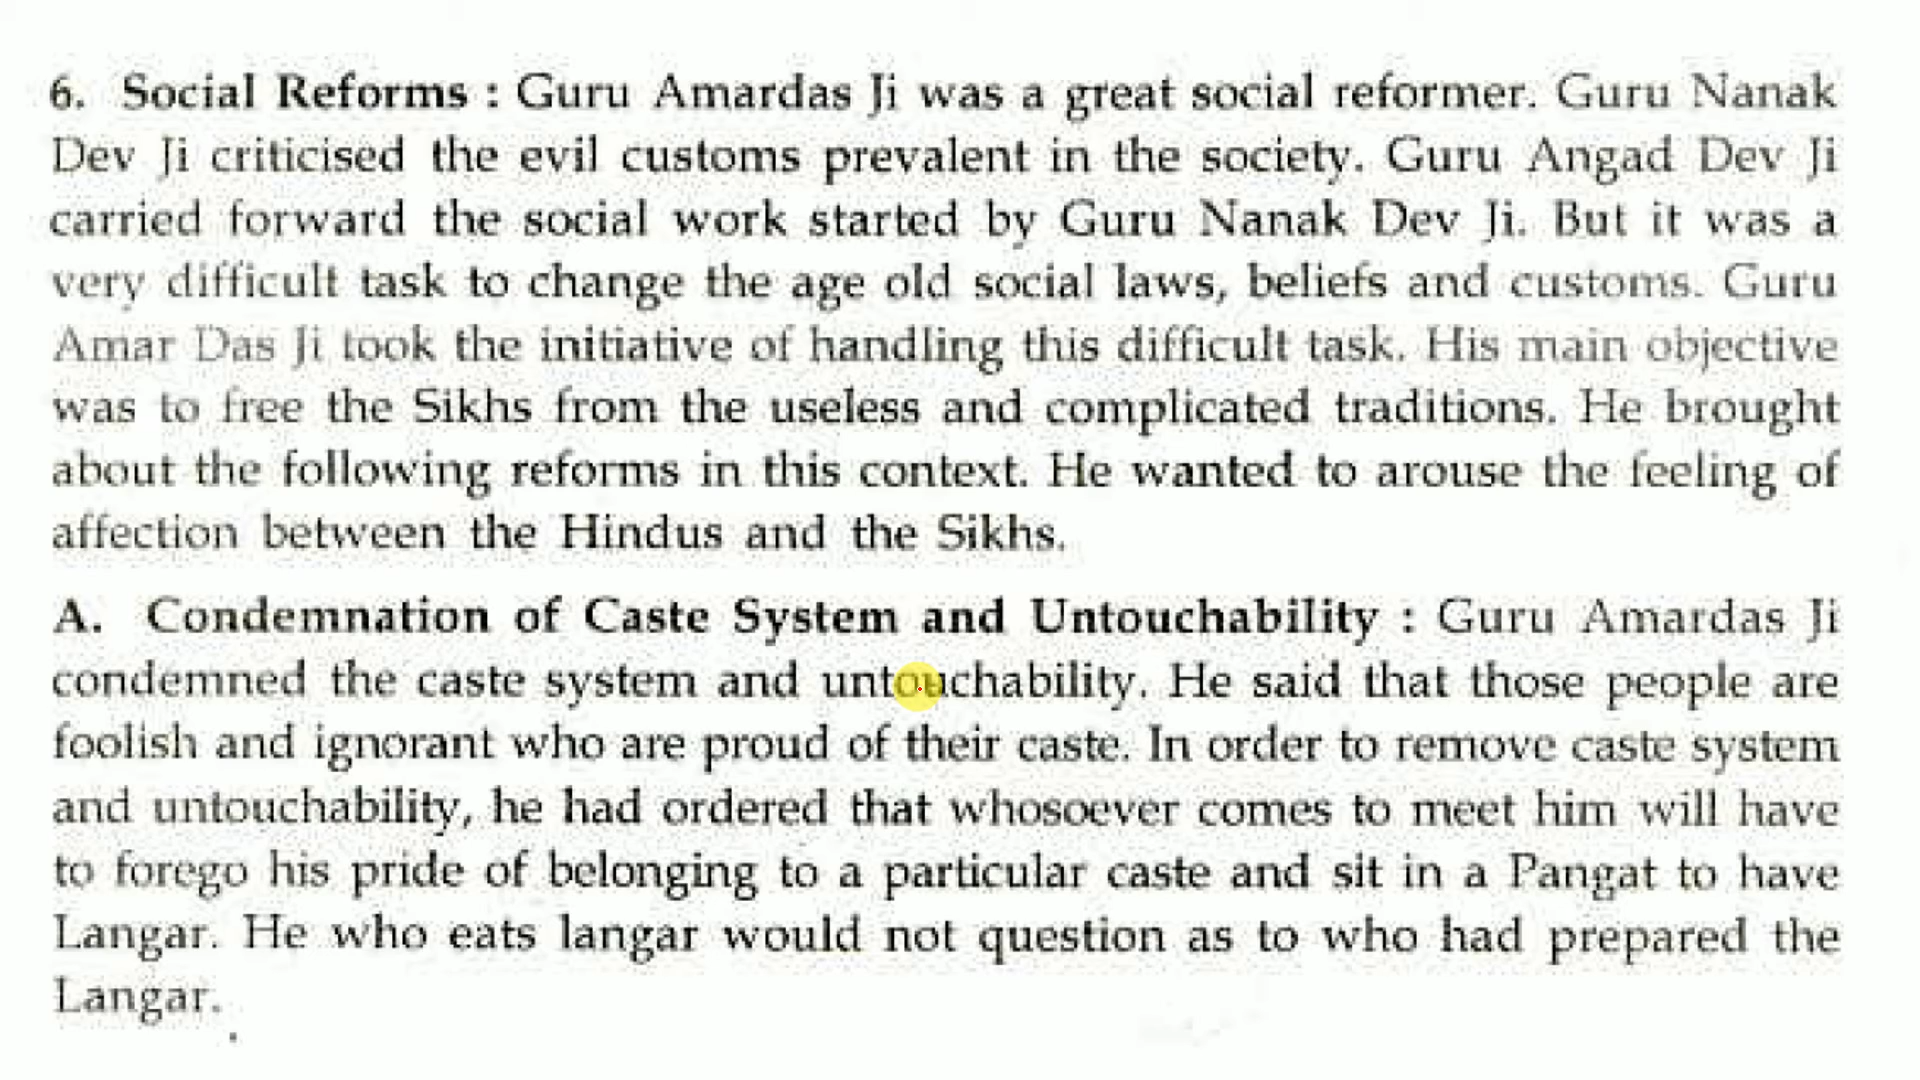 6. Social Reforms : Guru Amardas Ji was a great social reformer. Guru Nanak
Dev Ji criticised the evil customs prevalent in the society. Guru Angad Dev Ji
carried forward the social work started by Guru Nanak Dev Ji. But it was a
very difficult task to change the age old social laws, beliefs and customs. Guru
Amar Das Ji took the initiative of handling this difficult task. His main objective
was to free the Sikhs from the useless and complicated traditions. He brought
about the following reforms in this context. He wanted to arouse the feeling of
affection between the Hindus and the Sikhs.
A. Condemnation of Caste System and Untouchability : Guru Amardas Ji
condemned the caste system and untouchability. He said that those people are
foolish and ignorant who are proud of their caste. In order to remove caste system
and untouchability, he had ordered that whosoever comes to meet him will have
to forego his pride of belonging to a particular caste and sit in a Pangat to have
Langar. He who eats langar would not question as to who had prepared the
Langar.